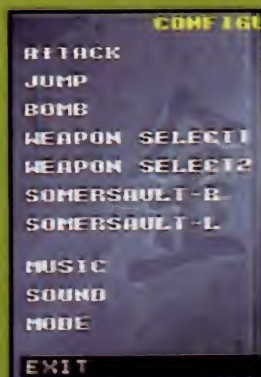 CONFIGU
ATTACK
JUMP
BOMB
WEAPON SELECT1
WEAPON SELECT2
SOMERSAULT-R
SOMERSAULT-L
MUSIC
SOUND
MODE
EXIT